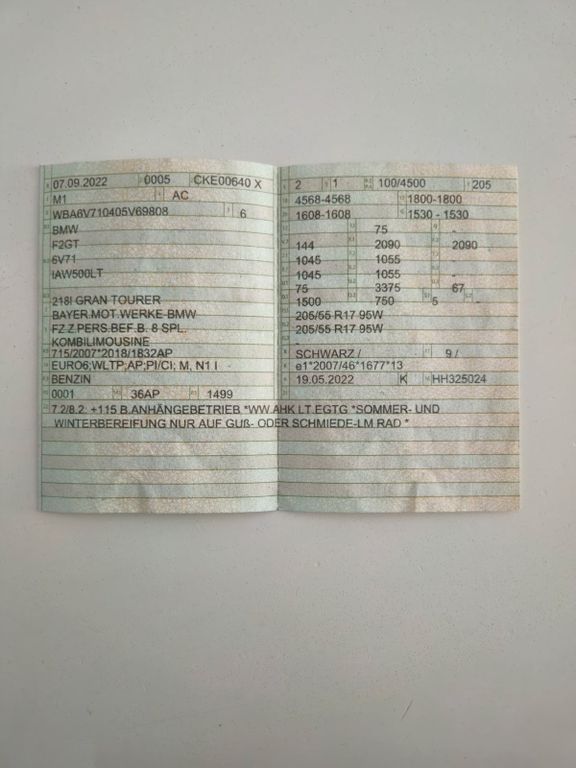 07.09.2022 0005 CKE00640 X
M1 AC
WBA6V710405V69808 6
BMW
F2GT
6V71
IAW500LT
218I GRAN TOURER
BAYER.MOT.WERKE-BMW
FZ.Z.PERS.BEF.B. 8 SPL.
KOMBILIMOUSINE
715/2007*2018/1832AP
EURO6;WLTP;AP;PI/CI; M, N1 I
BENZIN
0001 36AP 1499
2 1 100/4500 205
4568-4568 1800-1800
1608-1608 1530 - 1530
- 75 -
144 2090 2090 -
1045 1055 -
1045 1055 -
75 3375 67
1500 750 5 -
205/55 R17 95W
205/55 R17 95W
-
SCHWARZ / 9 /
e1*2007/46*1677*13
19.05.2022 K HH325024
7.2/8.2: +115 B.ANHÄNGEBETRIEB *WW.AHK LT.EGTG *SOMMER- UND
WINTERBEREIFUNG NUR AUF GUß- ODER SCHMIEDE-LM RAD *